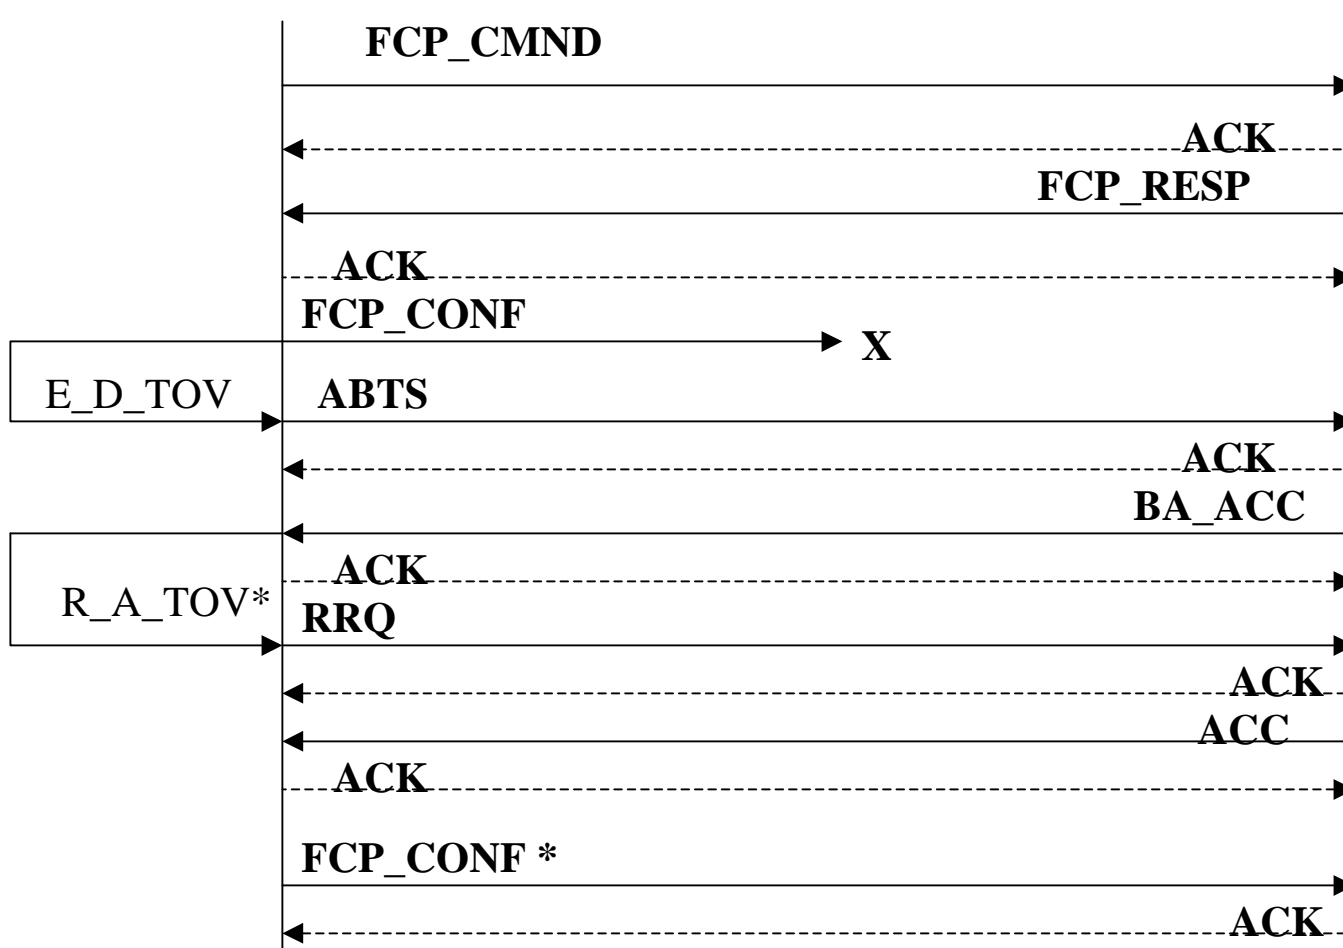 FCP_CMND
ACK
FCP_RESP
ACK
FCP_CONF
X
E_D_TOV ABTS
ACK
BA_ACC
ACK
R_A_TOV*
RRQ
ACK
ACC
ACK
FCP_CONF *
ACK